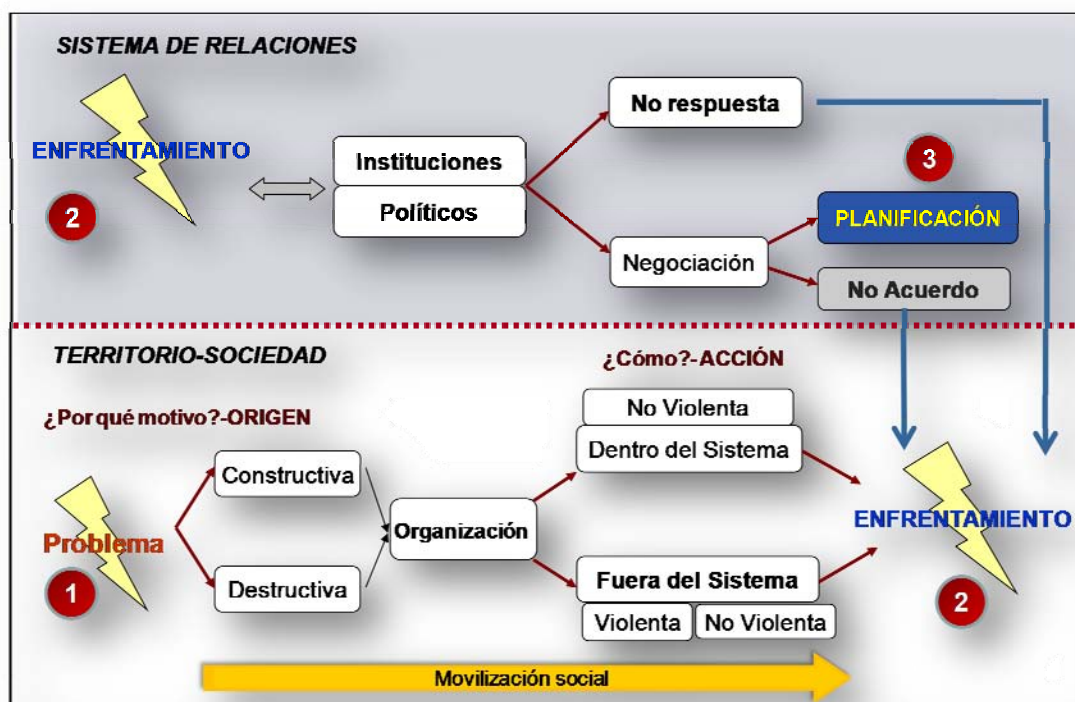 SISTEMA DE RELACIONES
ENFRENTAMIENTO
2
Instituciones
Políticos
No respuesta
Negociación
3
PLANIFICACIÓN
No Acuerdo
TERRITORIO-SOCIEDAD
¿Por qué motivo?-ORIGEN
¿Cómo?-ACCIÓN
Problema
1
Constructiva
Destructiva
Organización
No Violenta
Dentro del Sistema
Fuera del Sistema
Violenta
No Violenta
ENFRENTAMIENTO
2
Movilización social